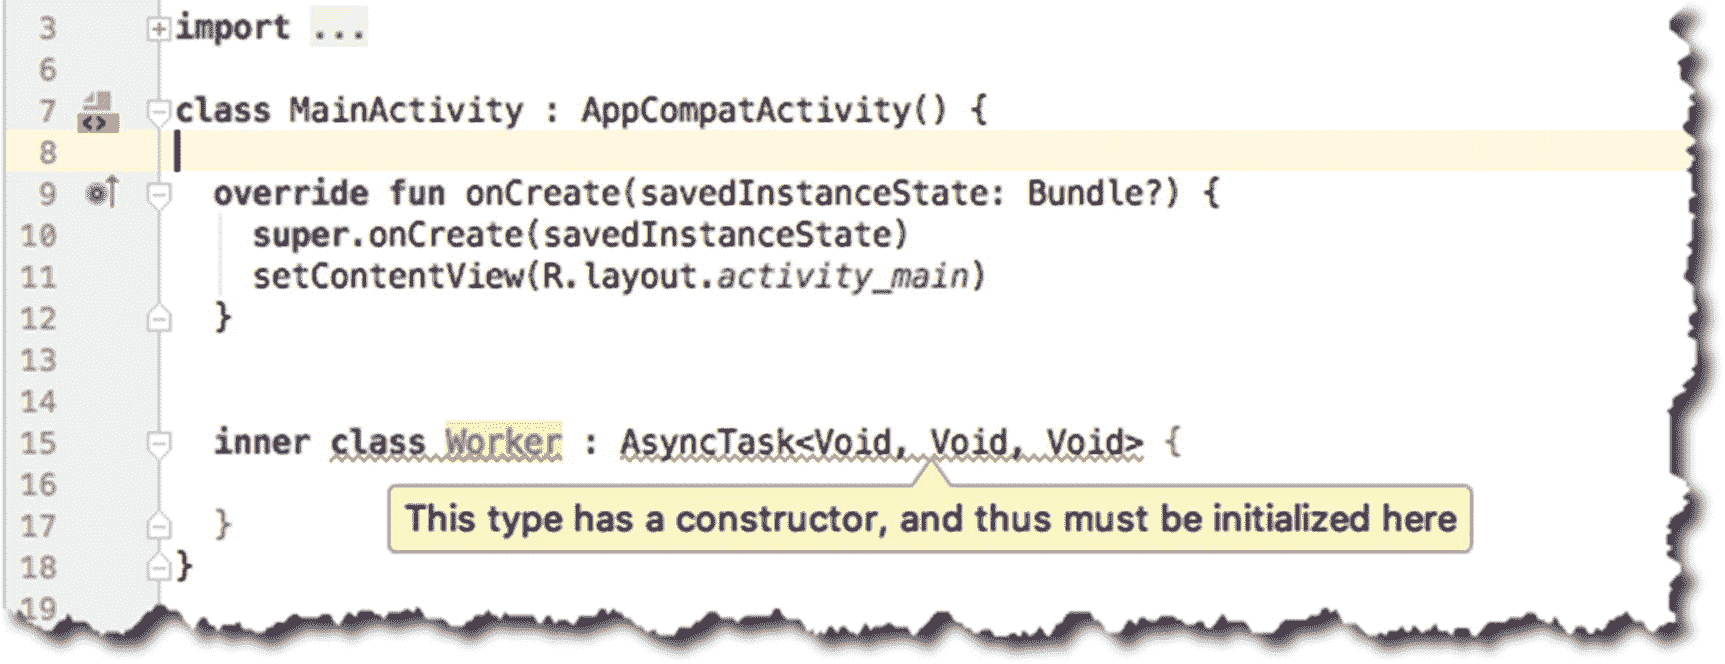 3 import ...
6
7 class MainActivity : AppCompatActivity() {
8
9 override fun onCreate(savedInstanceState: Bundle?) {
10 super.onCreate(savedInstanceState)
11 setContentView(R.layout.activity_main)
12 }
13
14
15 inner class Worker : AsyncTask<Void, Void, Void> {
16
This type has a constructor, and thus must be initialized here
17 }
18 }
19